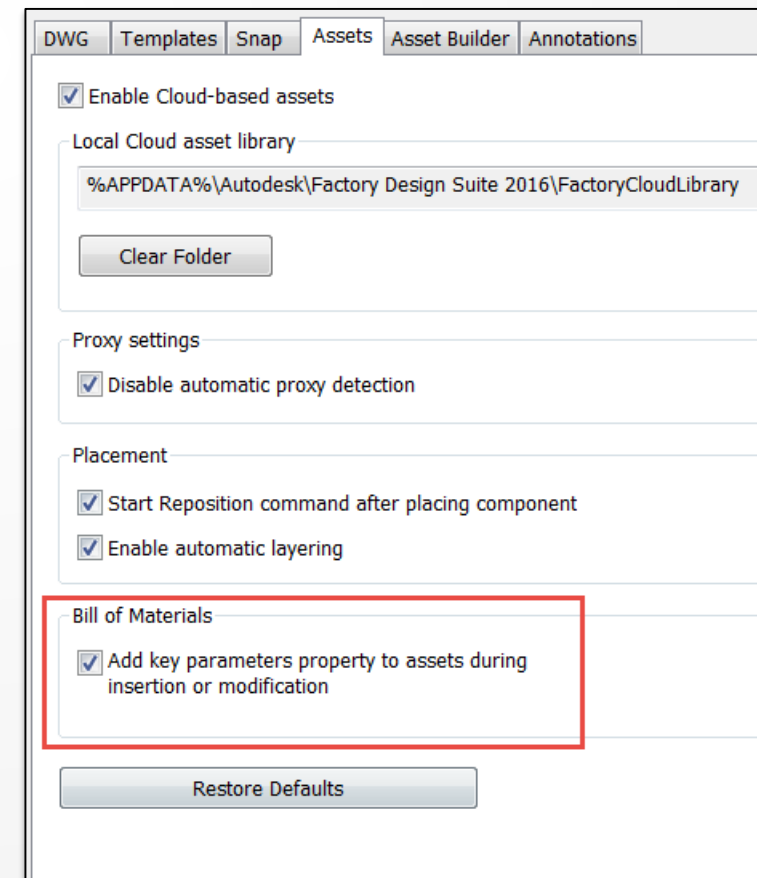 DWG Templates Snap Assets Asset Builder Annotations
Enable Cloud-based assets
Local Cloud asset library
%APPDATA%\Autodesk\Factory Design Suite 2016\FactoryCloudLibrary
Clear Folder
Proxy settings
Disable automatic proxy detection
Placement
Start Reposition command after placing component
Enable automatic layering
Bill of Materials
Add key parameters property to assets during
insertion or modification
Restore Defaults